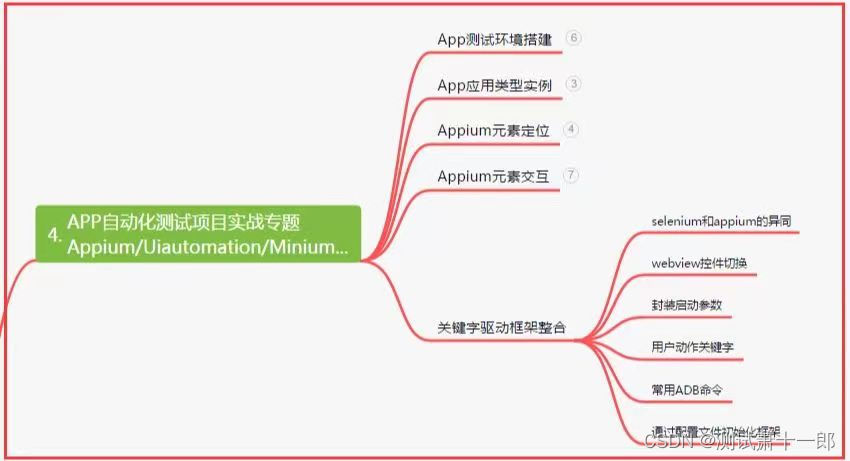 App测试环境搭建 6
App应用类型实例 3
Appium元素定位 4
Appium元素交互 7
4. APP自动化测试项目实战专题
Appium/Uiautomation/Minium...
关键字驱动框架整合
selenium和appium的异同
webview控件切换
封装启动参数
用户动作关键字
常用ADB命令
通过配置文件初始化框架
CSDN @测试萧十一郎